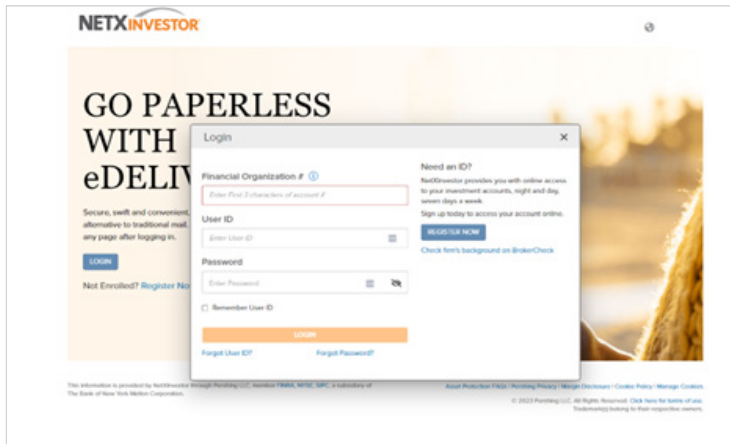 NETXINVESTOR
GO PAPERLESS
WITH
eDELIV
Secure, swift and convenient,
alternative to traditional mail.
any page after logging in.
LOGIN
Not Enrolled? Register No
Login
Financial Organization #
Enter First 3 characters of account #
User ID
Enter User ID
Password
Enter Password
Remember User ID
LOGIN
Forgot User ID? Forgot Password?
Need an ID?
NetXInvestor provides you with online access
to your investment accounts, night and day,
seven days a week.
Sign up today to access your account online.
REGISTER NOW
Check firm's background on BrokerCheck
This information is provided by NetXInvestor through Pershing LLC, member FINRA, NYSE, SIPC, a subsidiary of
The Bank of New York Mellon Corporation.
Asset Protection FAQs | Pershing Privacy | Margin Disclosure | Cookie Policy | Manage Cookies
© 2023 Pershing LLC. All Rights Reserved. Click here for terms of use.
Trademark(s) belong to their respective owners.